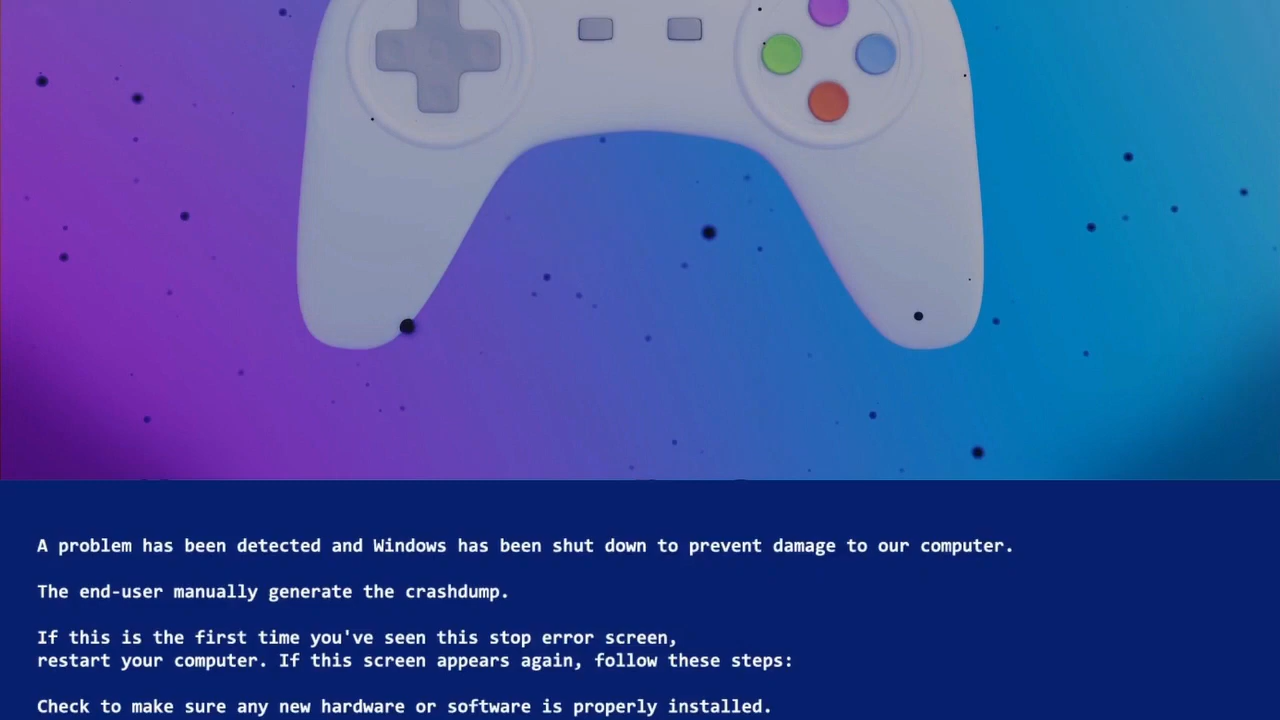 A problem has been detected and Windows has been shut down to prevent damage to our computer.
The end-user manually generate the crashdump.
If this is the first time you've seen this stop error screen,
restart your computer. If this screen appears again, follow these steps:
Check to make sure any new hardware or software is properly installed.